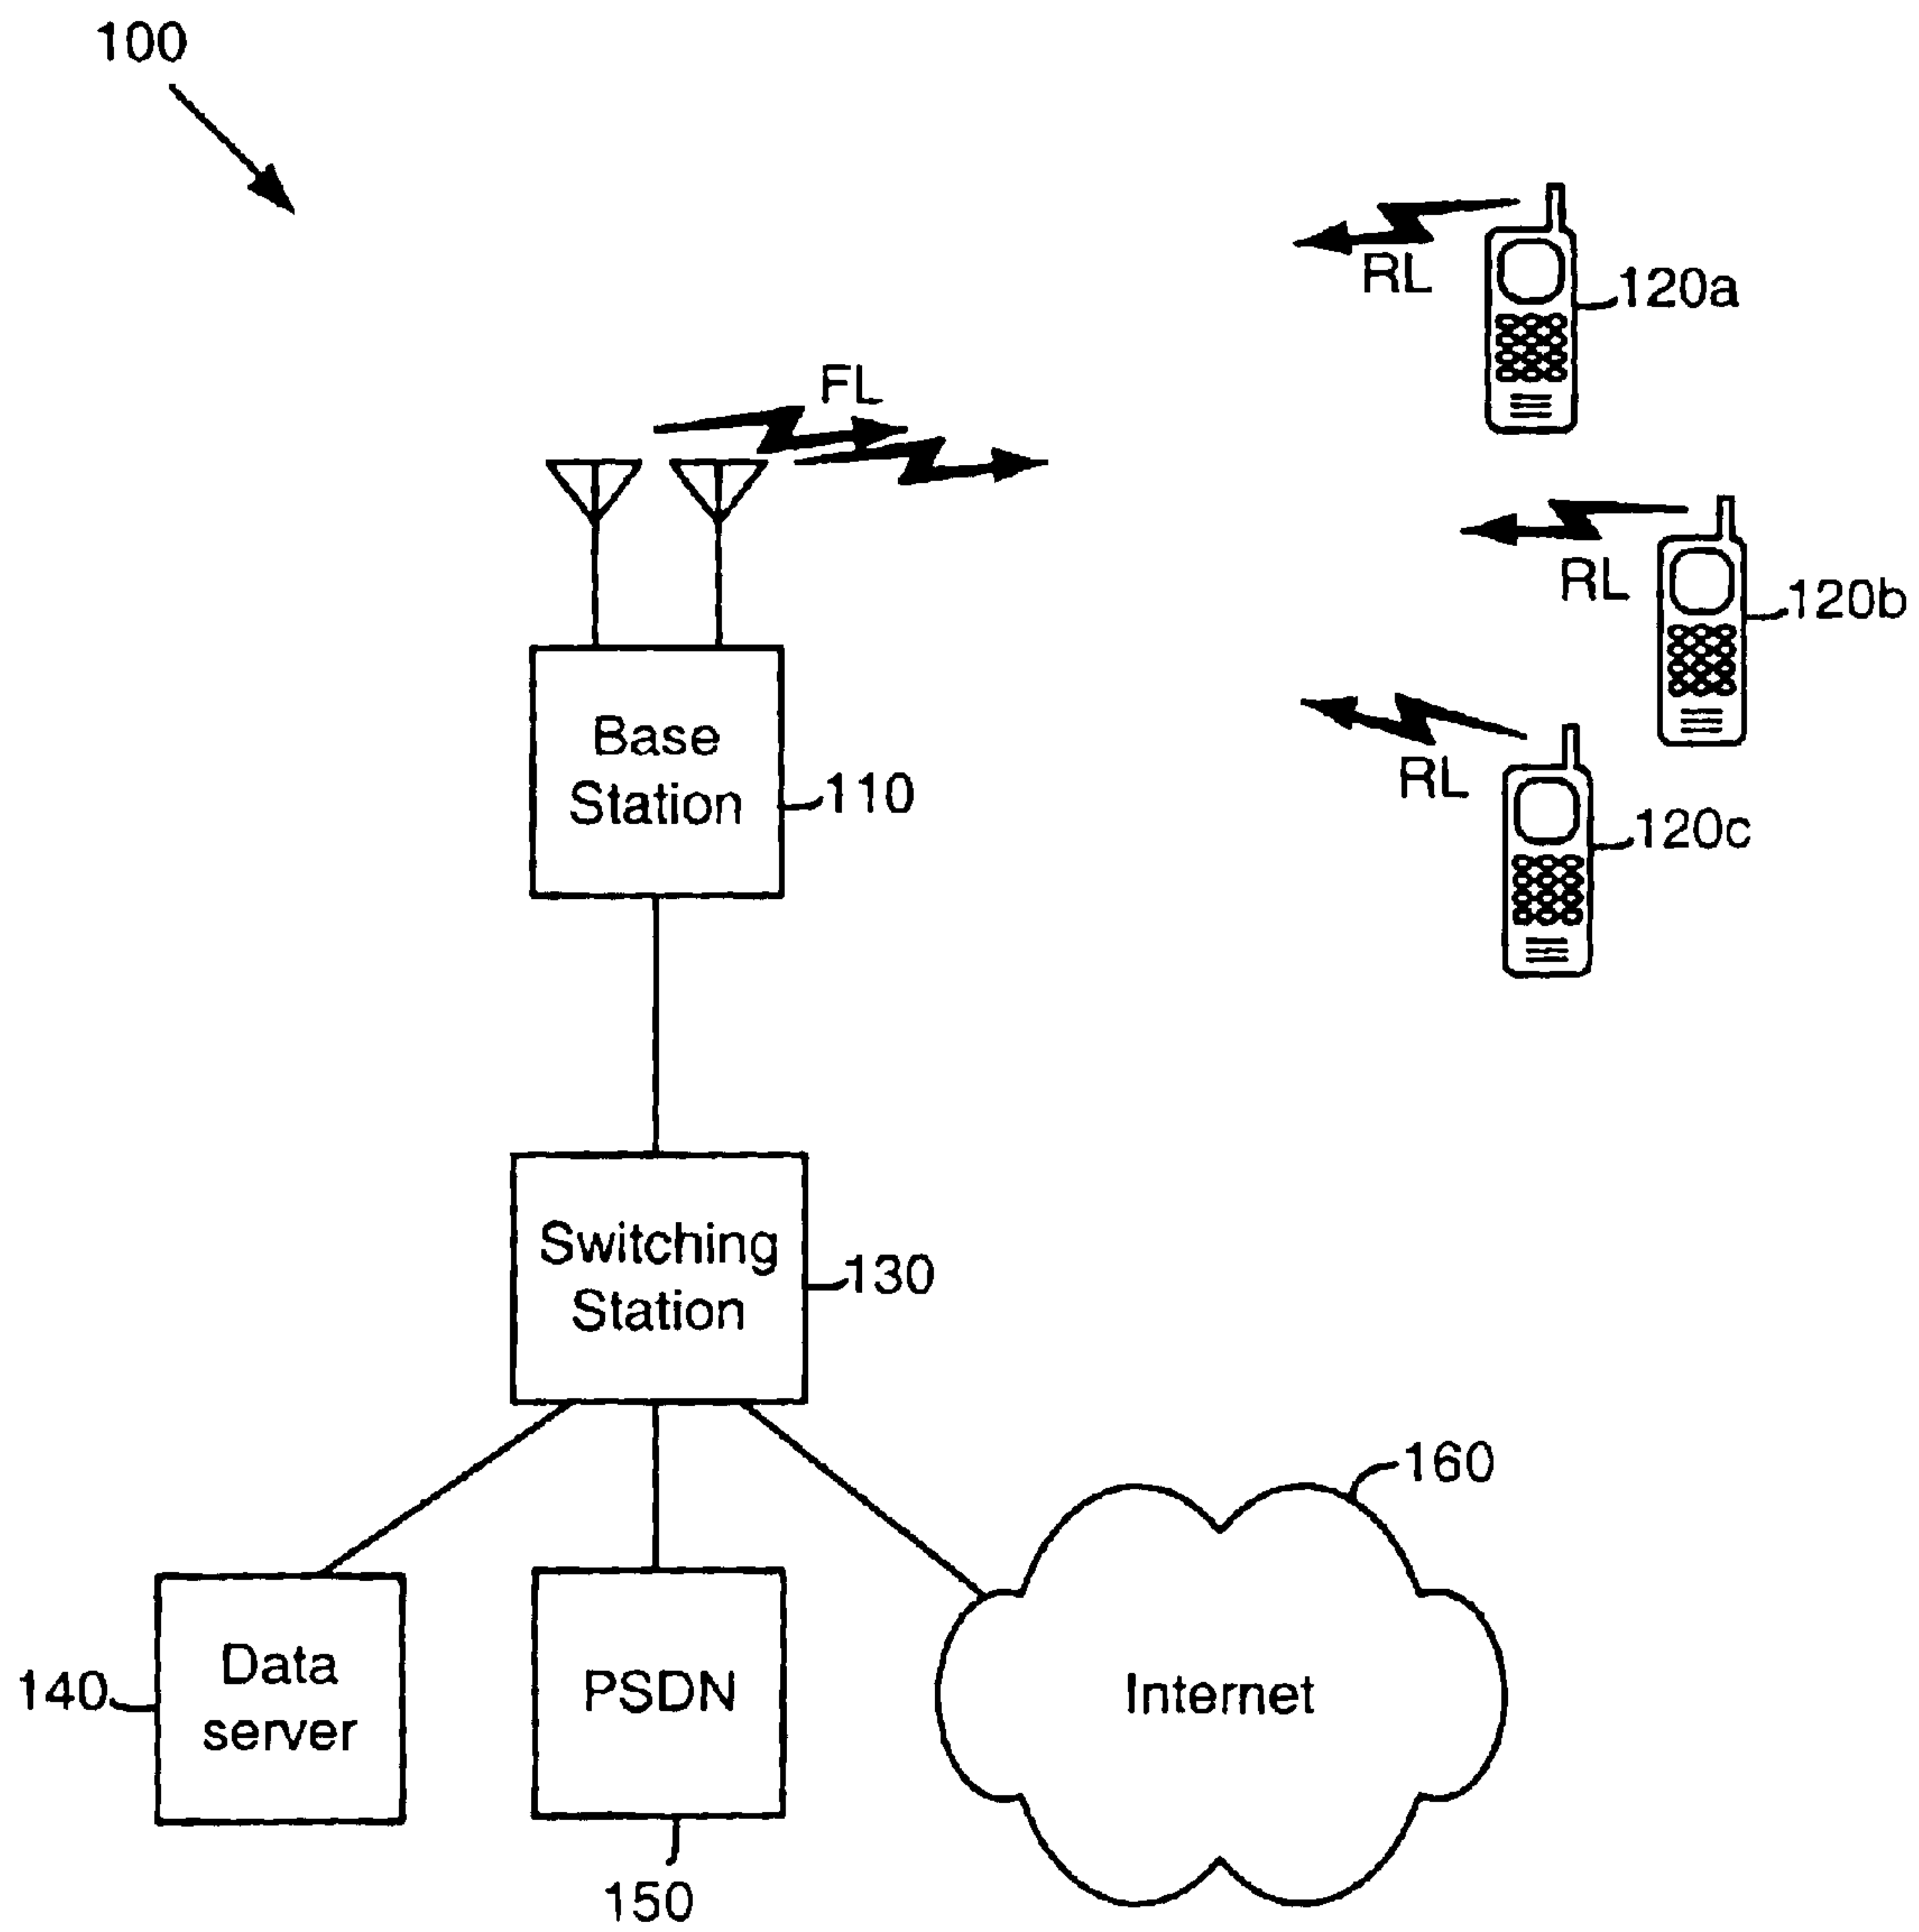 100
RL
120a
FL
RL
120b
Base
Station
110
RL
120c
Switching
Station
130
160
Data
server
140
PSDN
Internet
150